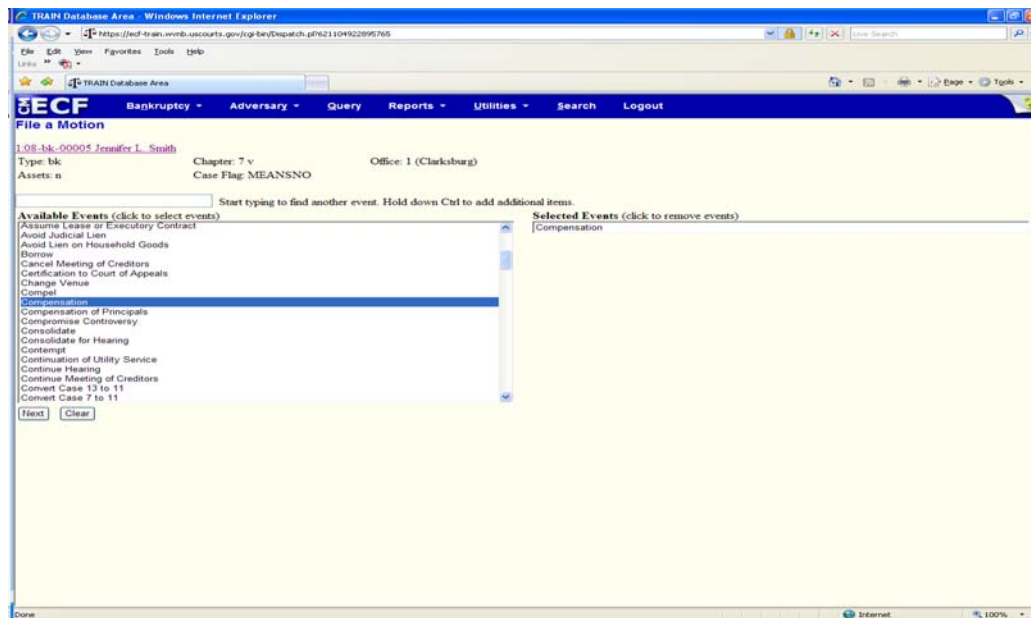 TRAIN Database Area - Windows Internet Explorer
https://ecf-train.wvnb.uscourts.gov/cgi-bin/Dispatch.pl?621104922895765
Live Search
File Edit View Favorites Tools Help
Links »
TRAIN Database Area
Page Tools
CM ECF Bankruptcy Adversary Query Reports Utilities Search Logout
File a Motion
1:08-bk-00005 Jennifer L. Smith
Type: bk Chapter: 7 v Office: 1 (Clarksburg)
Assets: n Case Flag: MEANSNO
Start typing to find another event. Hold down Ctrl to add additional items.
Available Events (click to select events) Selected Events (click to remove events)
Assume Lease or Executory Contract Compensation
Avoid Judicial Lien
Avoid Lien on Household Goods
Borrow
Cancel Meeting of Creditors
Certification to Court of Appeals
Change Venue
Compel
Compensation
Compensation of Principals
Compromise Controversy
Consolidate
Consolidate for Hearing
Contempt
Continuation of Utility Service
Continue Hearing
Continue Meeting of Creditors
Convert Case 13 to 11
Convert Case 7 to 11
Next Clear
Done Internet 100%